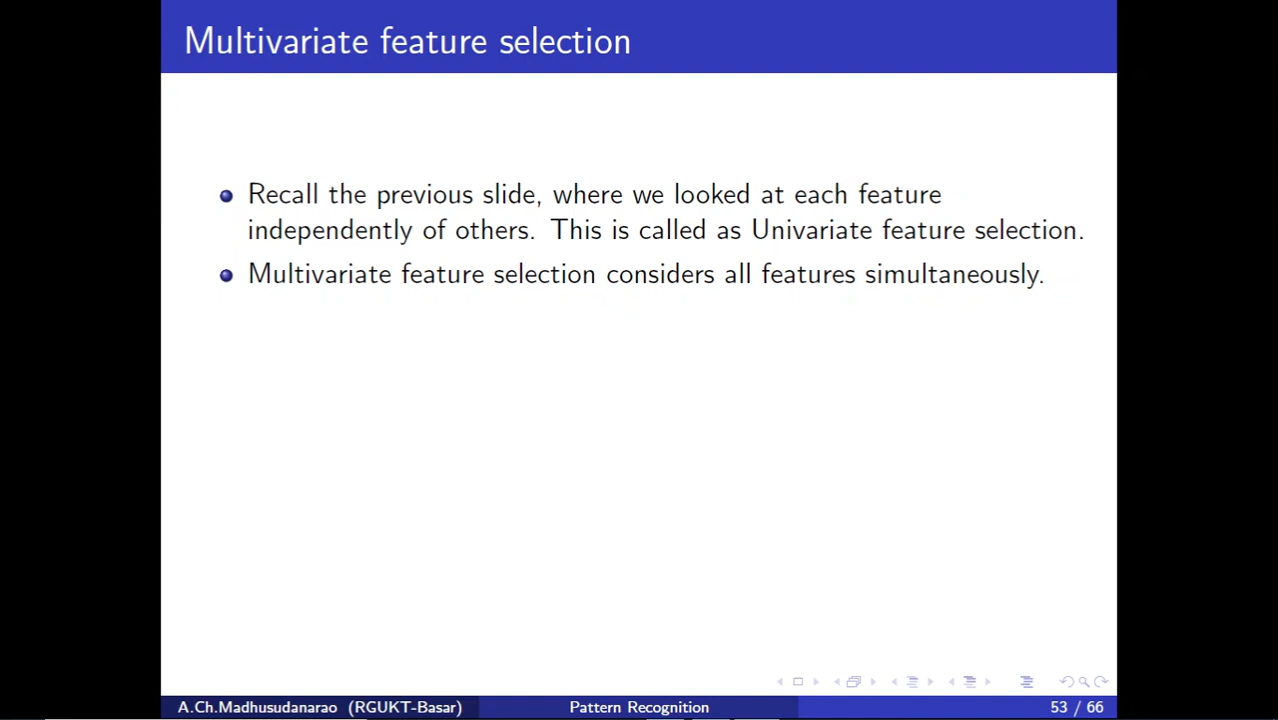 Multivariate feature selection
Recall the previous slide, where we looked at each feature
independently of others. This is called as Univariate feature selection.
Multivariate feature selection considers all features simultaneously.
A.Ch.Madhusudanarao (RGUKT-Basar) Pattern Recognition 53 / 66